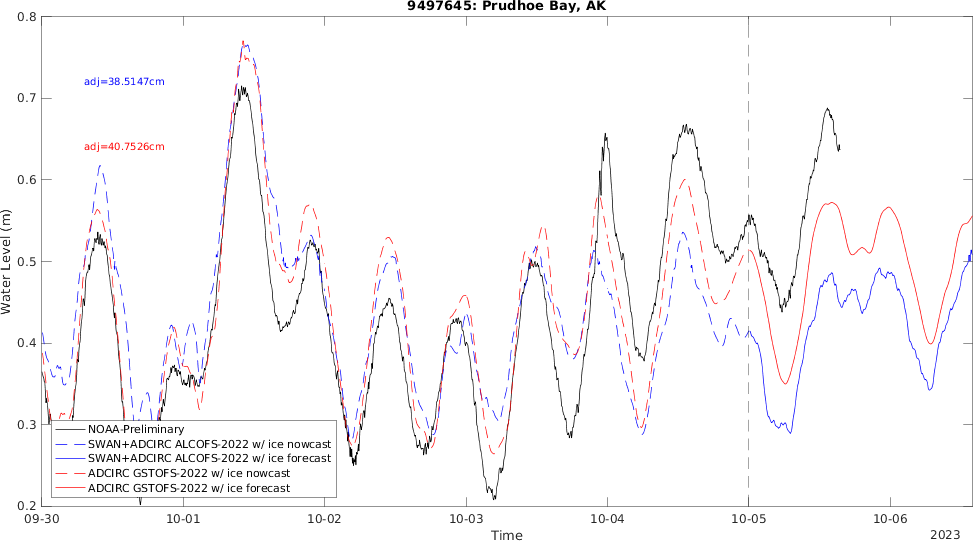 9497645: Prudhoe Bay, AK
0.8
0.7
0.6
0.5
0.4
0.3
0.2
Water Level (m)
adj=38.5147cm
adj=40.7526cm
NOAA-Preliminary
SWAN+ADCIRC ALCOFS-2022 w/ ice nowcast
SWAN+ADCIRC ALCOFS-2022 w/ ice forecast
ADCIRC GSTOFS-2022 w/ ice nowcast
ADCIRC GSTOFS-2022 w/ ice forecast
09-30 10-01 10-02 10-03 10-04 10-05 10-06
Time
2023